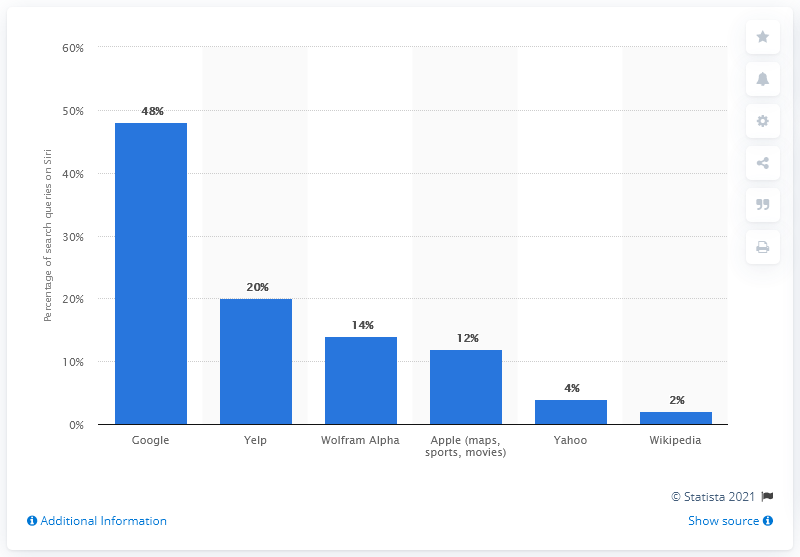 60%
50%
40%
30%
20%
10%
0%
Percentage of search queries on Siri
48%
20%
14%
12%
4%
2%
Google
Yelp
Wolfram Alpha
Apple (maps,
sports, movies)
Yahoo
Wikipedia
© Statista 2021
Additional Information
Show source